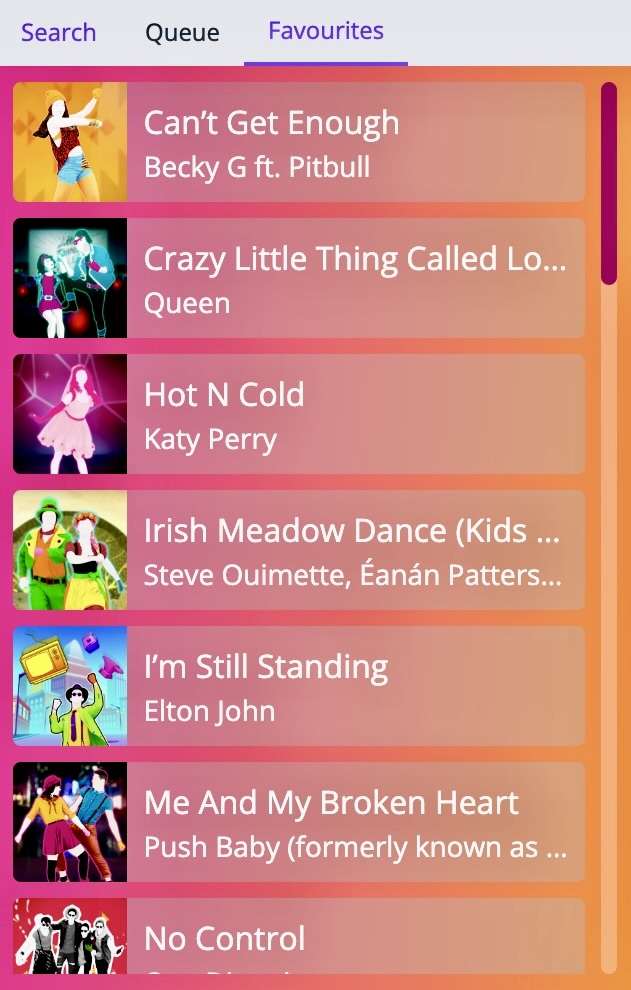 Search Queue Favourites
Can’t Get Enough
Becky G ft. Pitbull
Crazy Little Thing Called Lo...
Queen
Hot N Cold
Katy Perry
Irish Meadow Dance (Kids ...
Steve Ouimette, Éanán Patters...
I’m Still Standing
Elton John
Me And My Broken Heart
Push Baby (formerly known as ...
No Control